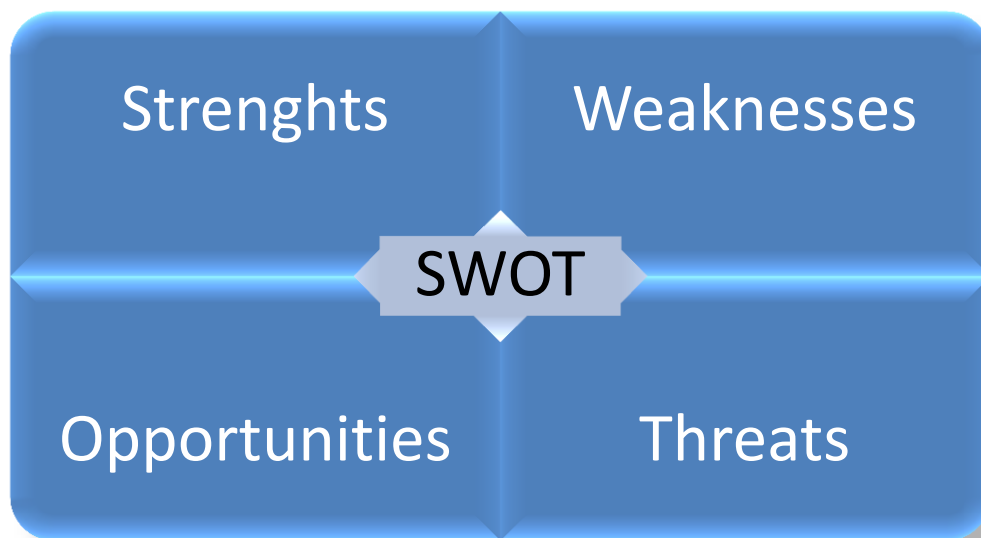 Strenghts
Weaknesses
SWOT
Opportunities
Threats